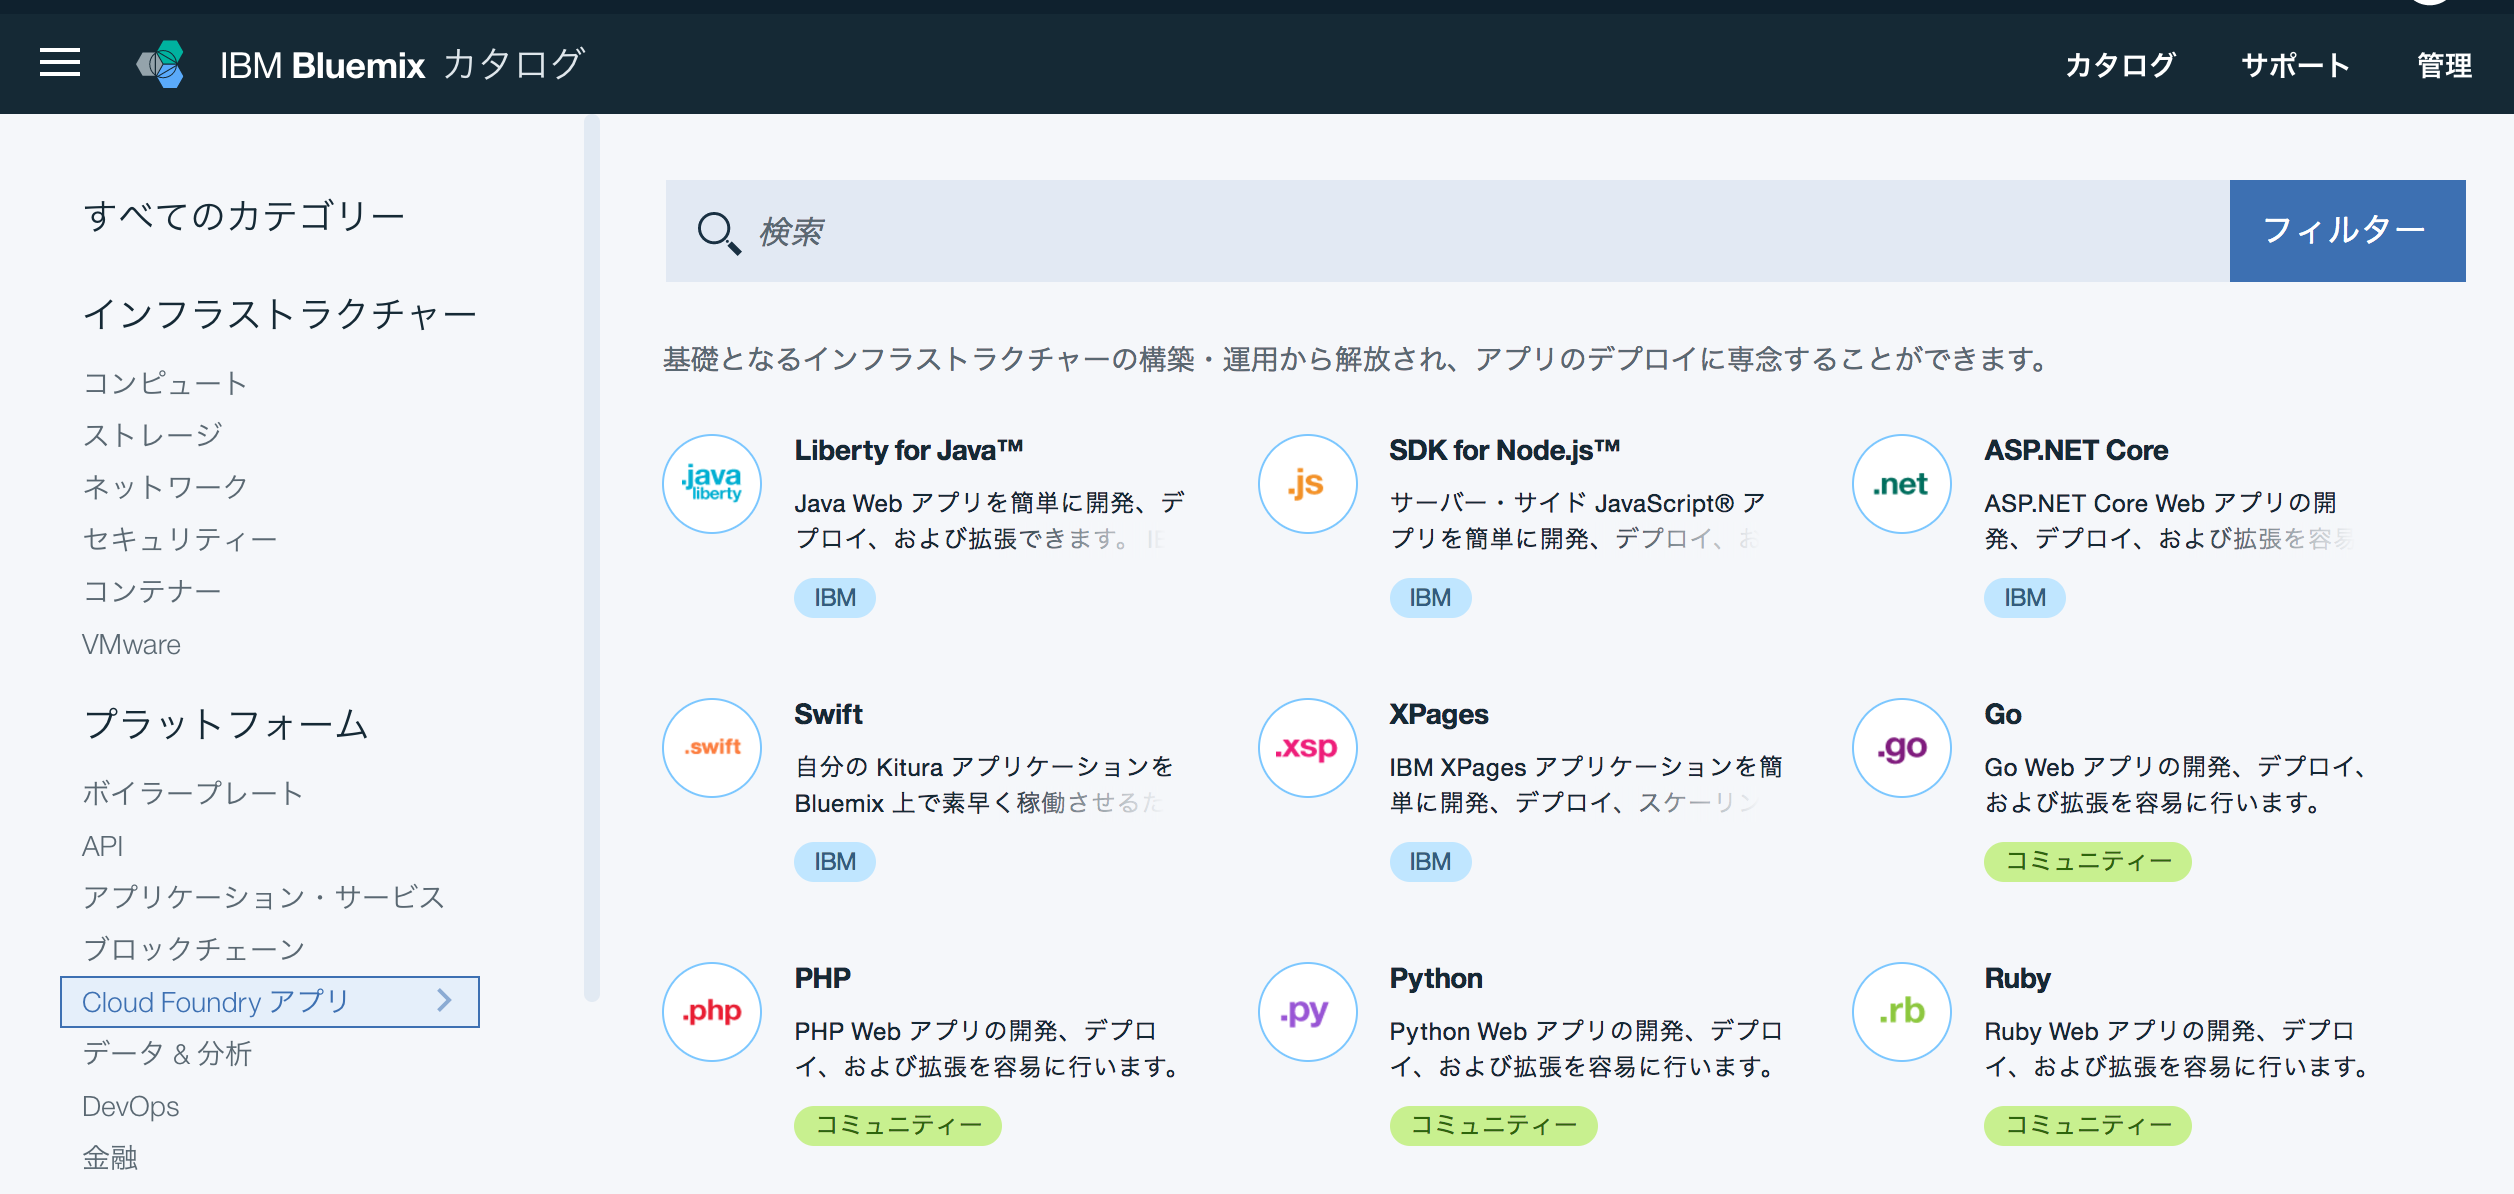 IBM Bluemix カタログ
カタログ
サポート
管理
すべてのカテゴリー
インフラストラクチャー
コンピュート
ストレージ
ネットワーク
セキュリティー
コンテナー
VMware
プラットフォーム
ボイラープレート
API
アプリケーション・サービス
ブロックチェーン
Cloud Foundry アプリ
データ & 分析
DevOps
金融
検索
フィルター
基礎となるインフラストラクチャーの構築・運用から解放され、アプリのデプロイに専念することができます。
.java
liberty
Liberty for Java™
Java Web アプリを簡単に開発、デ
プロイ、および拡張できます。 IB
IBM
.js
SDK for Node.js™
サーバー・サイド JavaScript® ア
プリを簡単に開発、デプロイ、お
IBM
.net
ASP.NET Core
ASP.NET Core Web アプリの開
発、デプロイ、および拡張を容易
IBM
.swift
Swift
自分の Kitura アプリケーションを
Bluemix 上で素早く稼働させるた
IBM
.xsp
XPages
IBM XPages アプリケーションを簡
単に開発、デプロイ、スケーリン
IBM
.go
Go
Go Web アプリの開発、デプロイ、
および拡張を容易に行います。
コミュニティー
.php
PHP
PHP Web アプリの開発、デプロ
イ、および拡張を容易に行います。
コミュニティー
.py
Python
Python Web アプリの開発、デプロ
イ、および拡張を容易に行います。
コミュニティー
.rb
Ruby
Ruby Web アプリの開発、デプロ
イ、および拡張を容易に行います。
コミュニティー